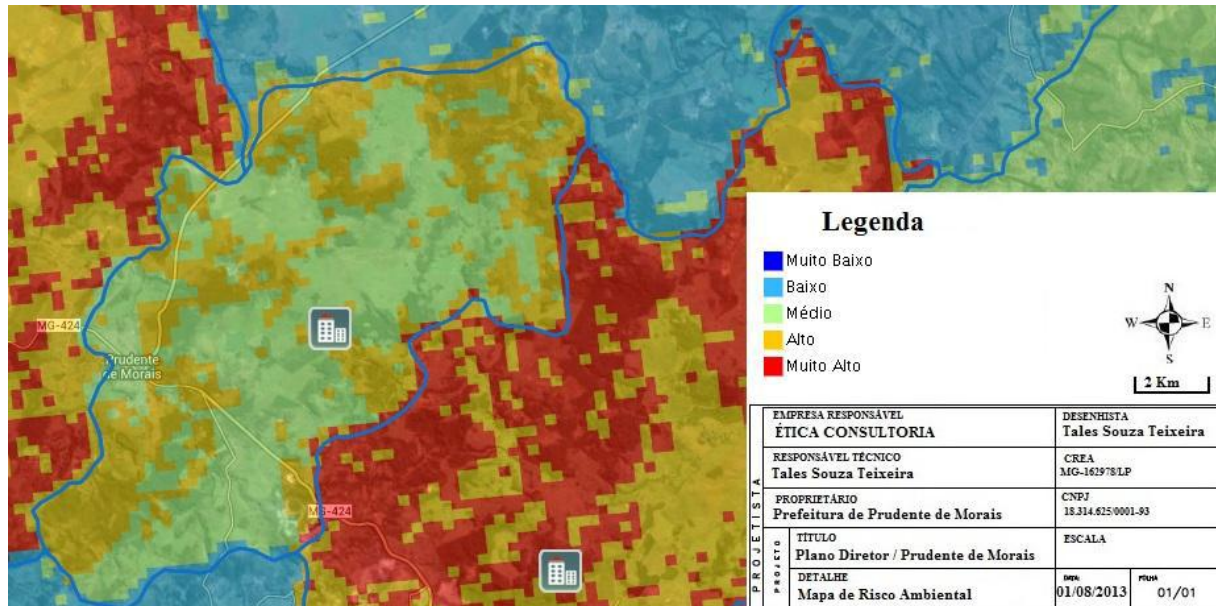 MG-424
Prudente
de Morais
MG-424
Legenda
Muito Baixo
Baixo
Médio
Alto
Muito Alto
N
W E
S
2 Km
PROJETISTA
EMPRESA RESPONSÁVEL
ÉTICA CONSULTORIA
DESENHISTA
Tales Souza Teixeira
RESPONSÁVEL TÉCNICO
Tales Souza Teixeira
CREA
MG-162978/LP
PROPRIETÁRIO
Prefeitura de Prudente de Morais
CNPJ
18.314.625/0001-93
PROJETO
TÍTULO
Plano Diretor / Prudente de Morais
ESCALA
DETALHE
Mapa de Risco Ambiental
DATA:
01/08/2013
FOLHA
01/01